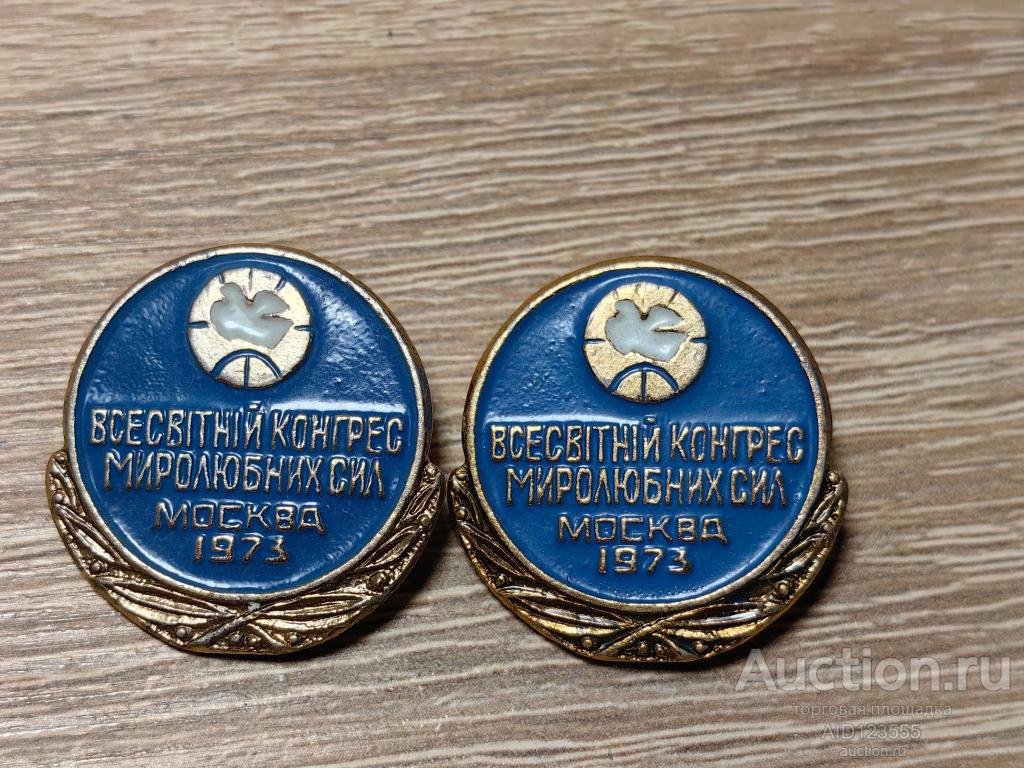 ВСЕСВІТНІЙ КОНГРЕС
МИРОЛЮБНИХ СИЛ
МОСКВА
1973
ВСЕСВІТНІЙ КОНГРЕС
МИРОЛЮБНИХ СИЛ
МОСКВА
1973
Auction.ru
торговая площадка
AID123555
auction.ru